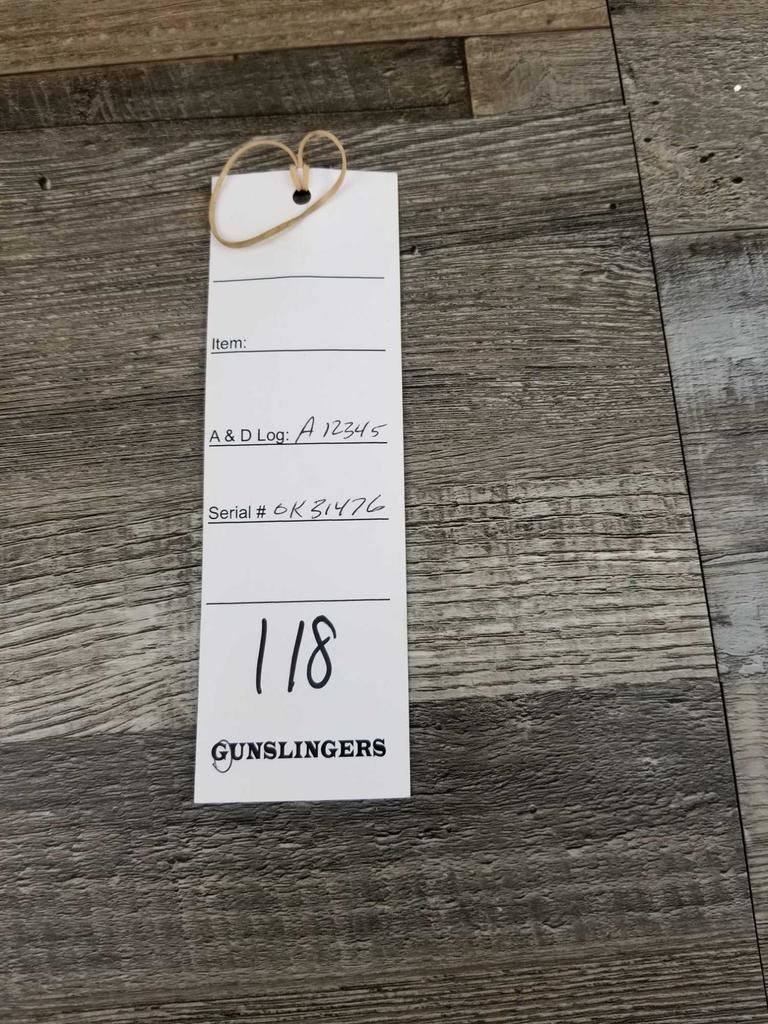 Item:
A & D Log: A 12345
Serial # OK31476
118
GUNSLINGERS